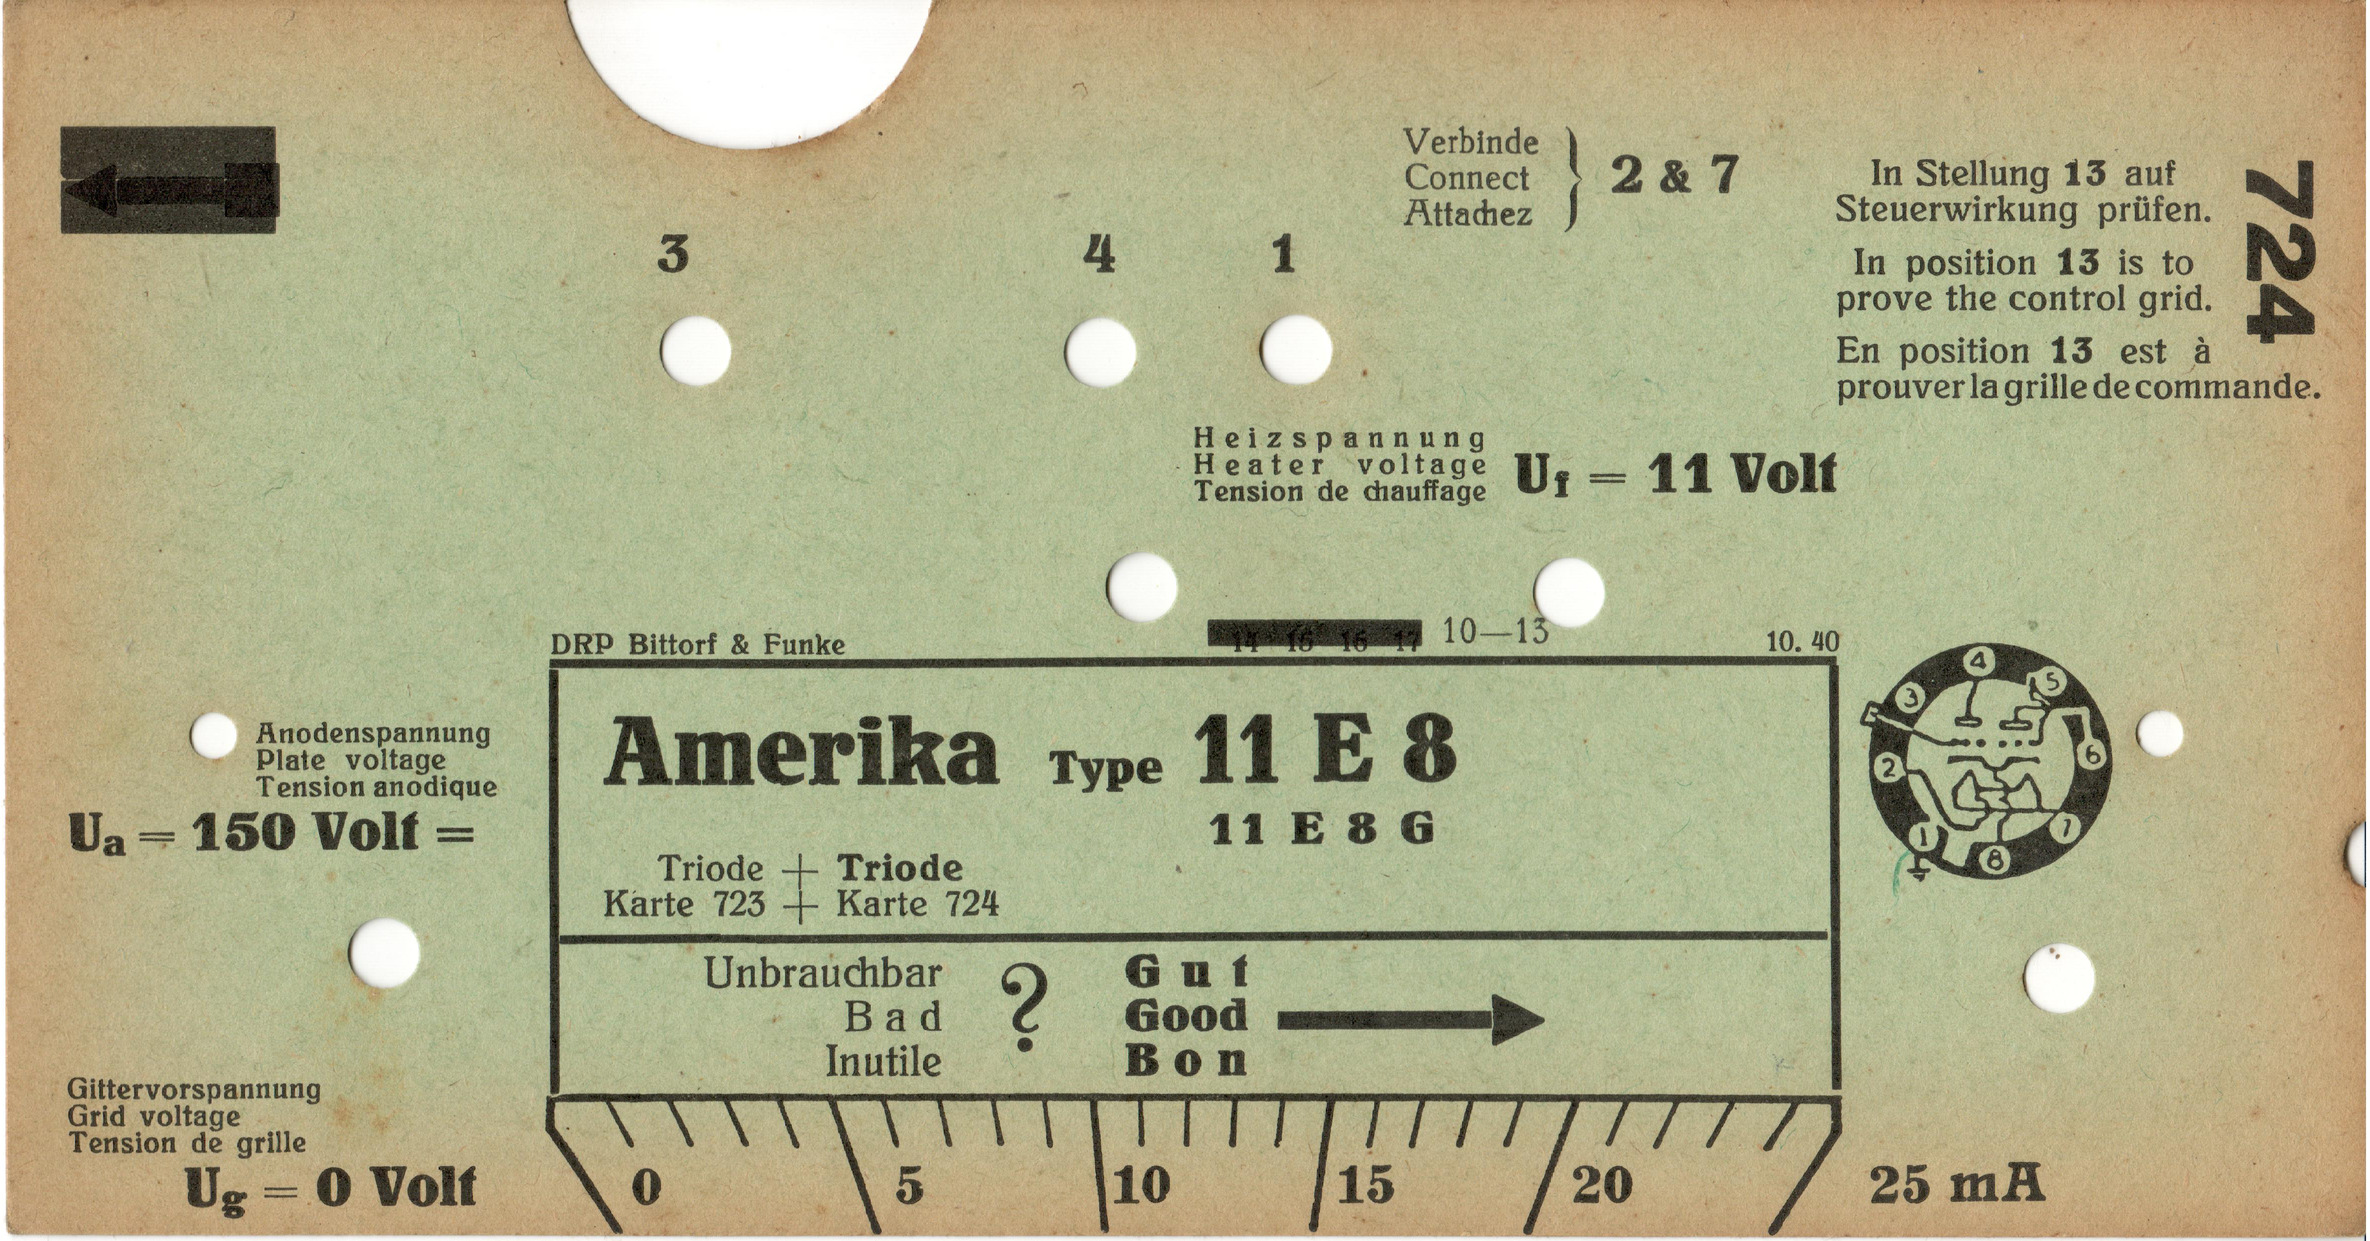 Verbinde
Connect
Attachez
2 & 7
In Stellung 13 auf
Steuerwirkung prüfen.
In position 13 is to
prove the control grid.
En position 13 est à
prouver la grille de commande.
724
3
4
1
Heizspannung
Heater voltage
Tension de chauffage
Uf = 11 Volt
DRP Bittorf & Funke
14 15 16 17
10—13
10. 40
Anodenspannung
Plate voltage
Tension anodique
Ua = 150 Volt =
Amerika Type 11 E 8
11 E 8 G
Triode + Triode
Karte 723 + Karte 724
4
5
3
6
2
1
7
8
Unbrauchbar
Bad
Inutile
?
Gut
Good
Bon
Gittervorspannung
Grid voltage
Tension de grille
Ug = 0 Volt
0 5 10 15 20 25 mA